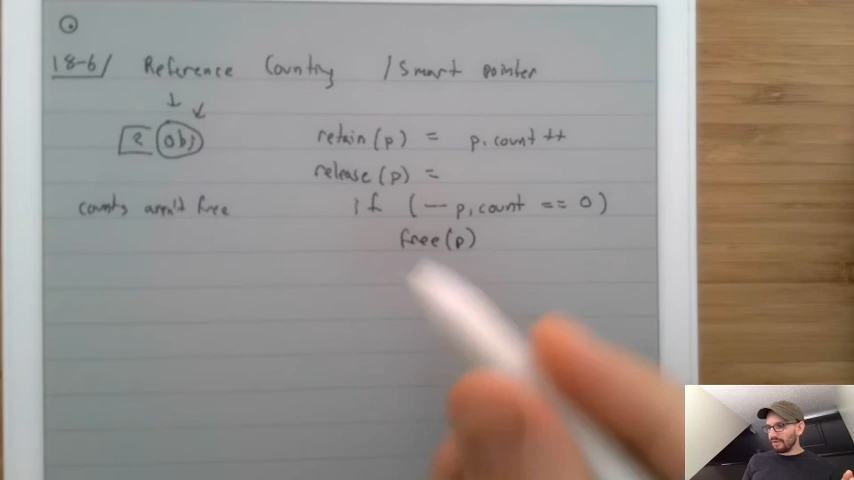 18-6/ Reference Counting / Smart pointer
2 Obj
retain(p) = p.count ++
release(p) =
counts aren't free
if (-- p.count == 0)
free(p)